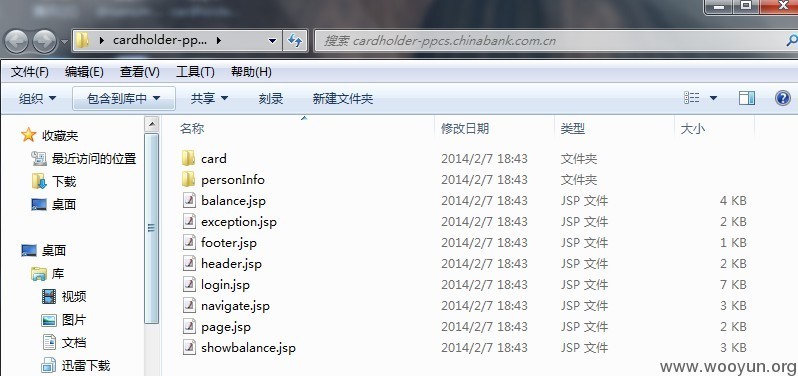 cardholder-pp...
搜索 cardholder-ppcs.chinabank.com.cn
文件(F) 编辑(E) 查看(V) 工具(T) 帮助(H)
组织 包含到库中 共享 刻录 新建文件夹
名称 修改日期 类型 大小
收藏夹
最近访问的位置
下载
桌面
桌面
库
视频
图片
文档
迅雷下载
card 2014/2/7 18:43 文件夹
personInfo 2014/2/7 18:43 文件夹
balance.jsp 2014/2/7 18:43 JSP 文件 4 KB
exception.jsp 2014/2/7 18:43 JSP 文件 2 KB
footer.jsp 2014/2/7 18:43 JSP 文件 1 KB
header.jsp 2014/2/7 18:43 JSP 文件 2 KB
login.jsp 2014/2/7 18:43 JSP 文件 7 KB
navigate.jsp 2014/2/7 18:43 JSP 文件 3 KB
page.jsp 2014/2/7 18:43 JSP 文件 2 KB
showbalance.jsp 2014/2/7 18:43 JSP 文件 3 KB
www.wooyun.org